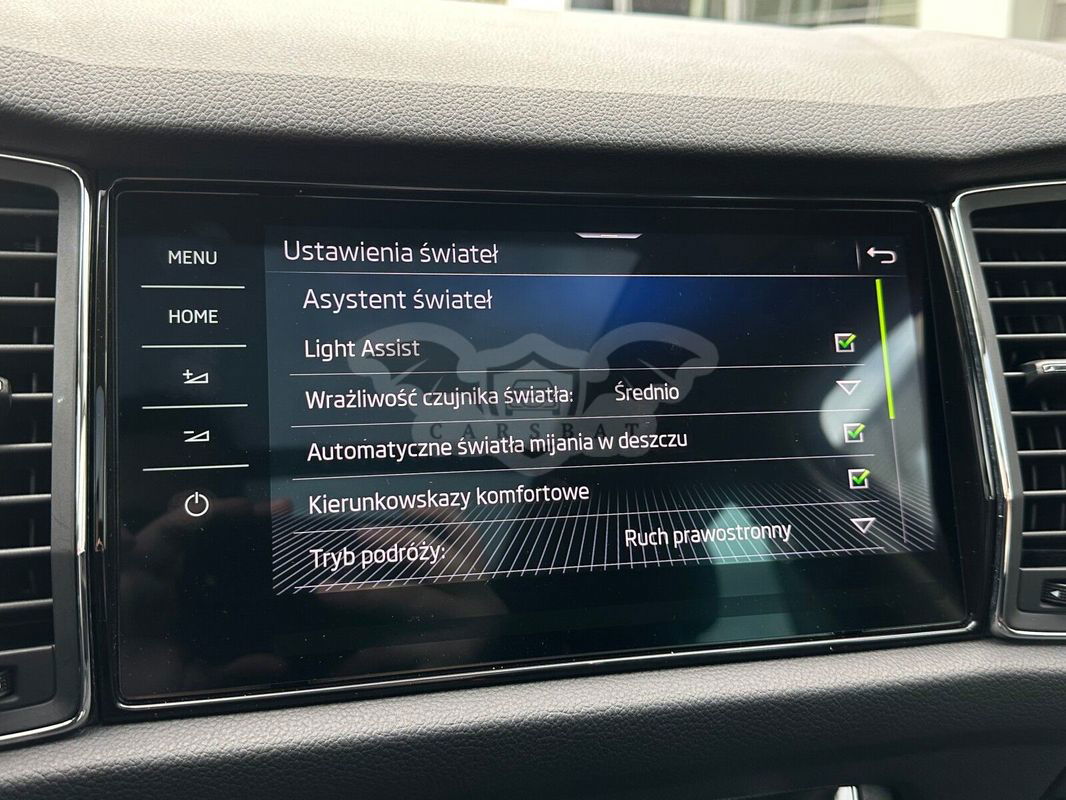 MENU
HOME
Ustawienia świateł
Asystent świateł
Light Assist
Wrażliwość czujnika światła: Średnio
CARSBAT
Automatyczne światła mijania w deszczu
Kierunkowskazy komfortowe
Tryb podróży: Ruch prawostronny